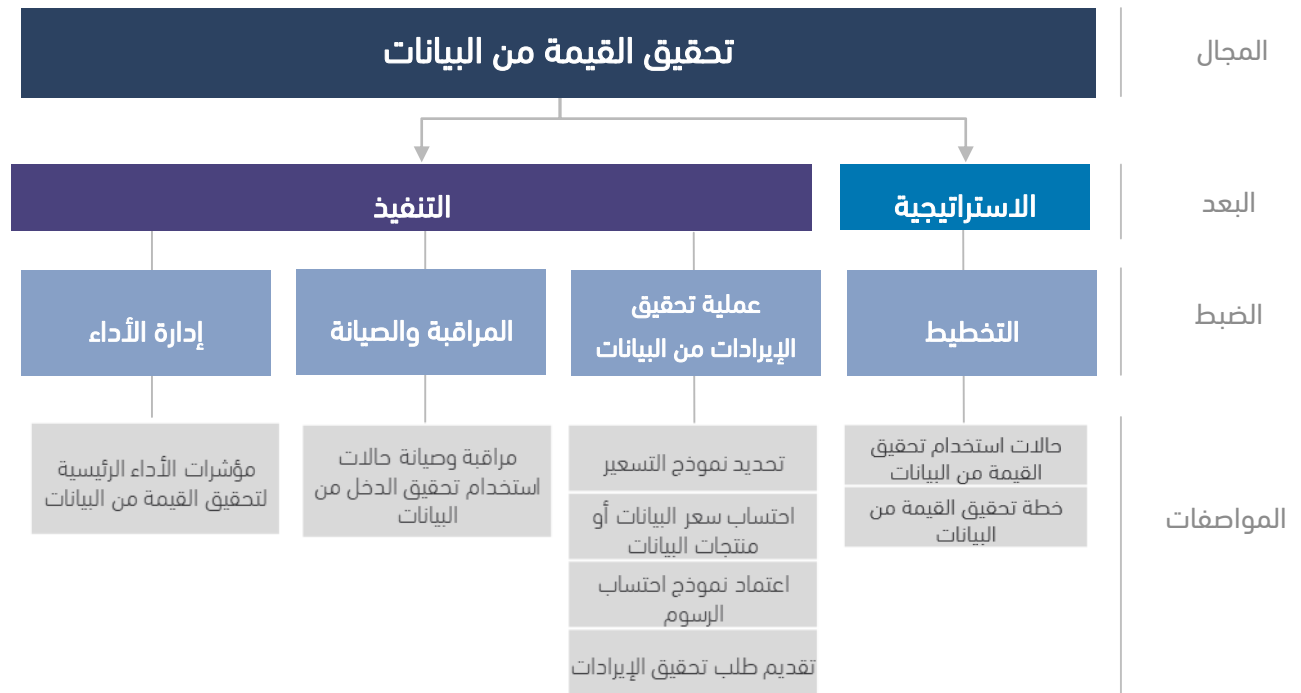 المجال
تحقيق القيمة من البيانات
البعد
الاستراتيجية
التنفيذ
الضبط
التخطيط
عملية تحقيق
الإيرادات من البيانات
المراقبة والصيانة
إدارة الأداء
المواصفات
حالات استخدام تحقيق
القيمة من البيانات
خطة تحقيق القيمة من
البيانات
تحديد نموذج التسعير
احتساب سعر البيانات أو
منتجات البيانات
اعتماد نموذج احتساب
الرسوم
تقديم طلب تحقيق الإيرادات
مراقبة وصيانة حالات
استخدام تحقيق الدخل من
البيانات
مؤشرات الأداء الرئيسية
لتحقيق القيمة من البيانات